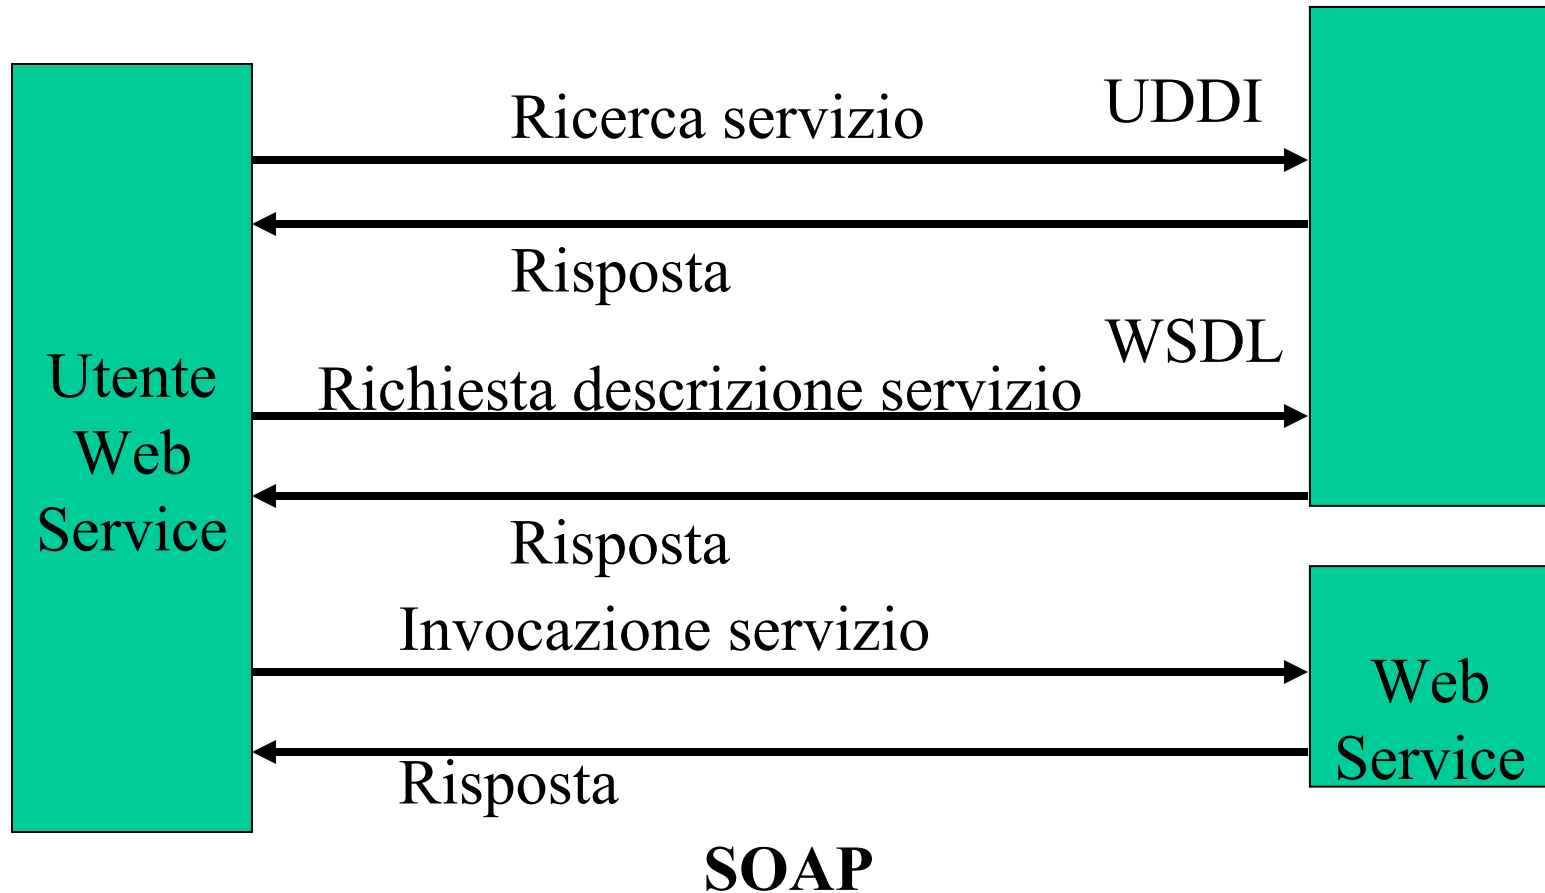 UDDI
Ricerca servizio
Risposta
WSDL
Richiesta descrizione servizio
Utente
Web
Service
Risposta
Invocazione servizio
Web
Service
Risposta
SOAP